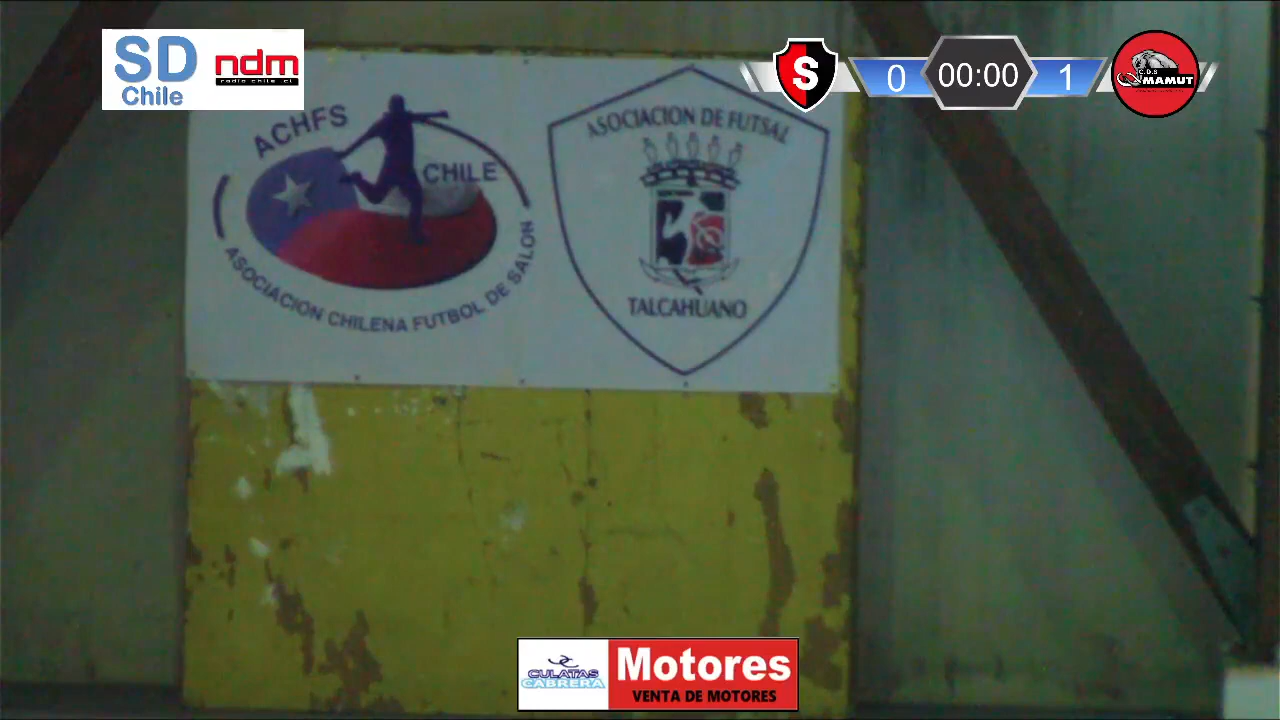 SD
Chile
ndm
radio chile .cl
S
0
00:00
1
C.D.S
MAMUT
ACHFS
CHILE
ASOCIACION CHILENA FUTBOL DE SALON
ASOCIACION DE FUTSAL
TALCAHUANO
CULATAS
CABRERA
Motores
VENTA DE MOTORES